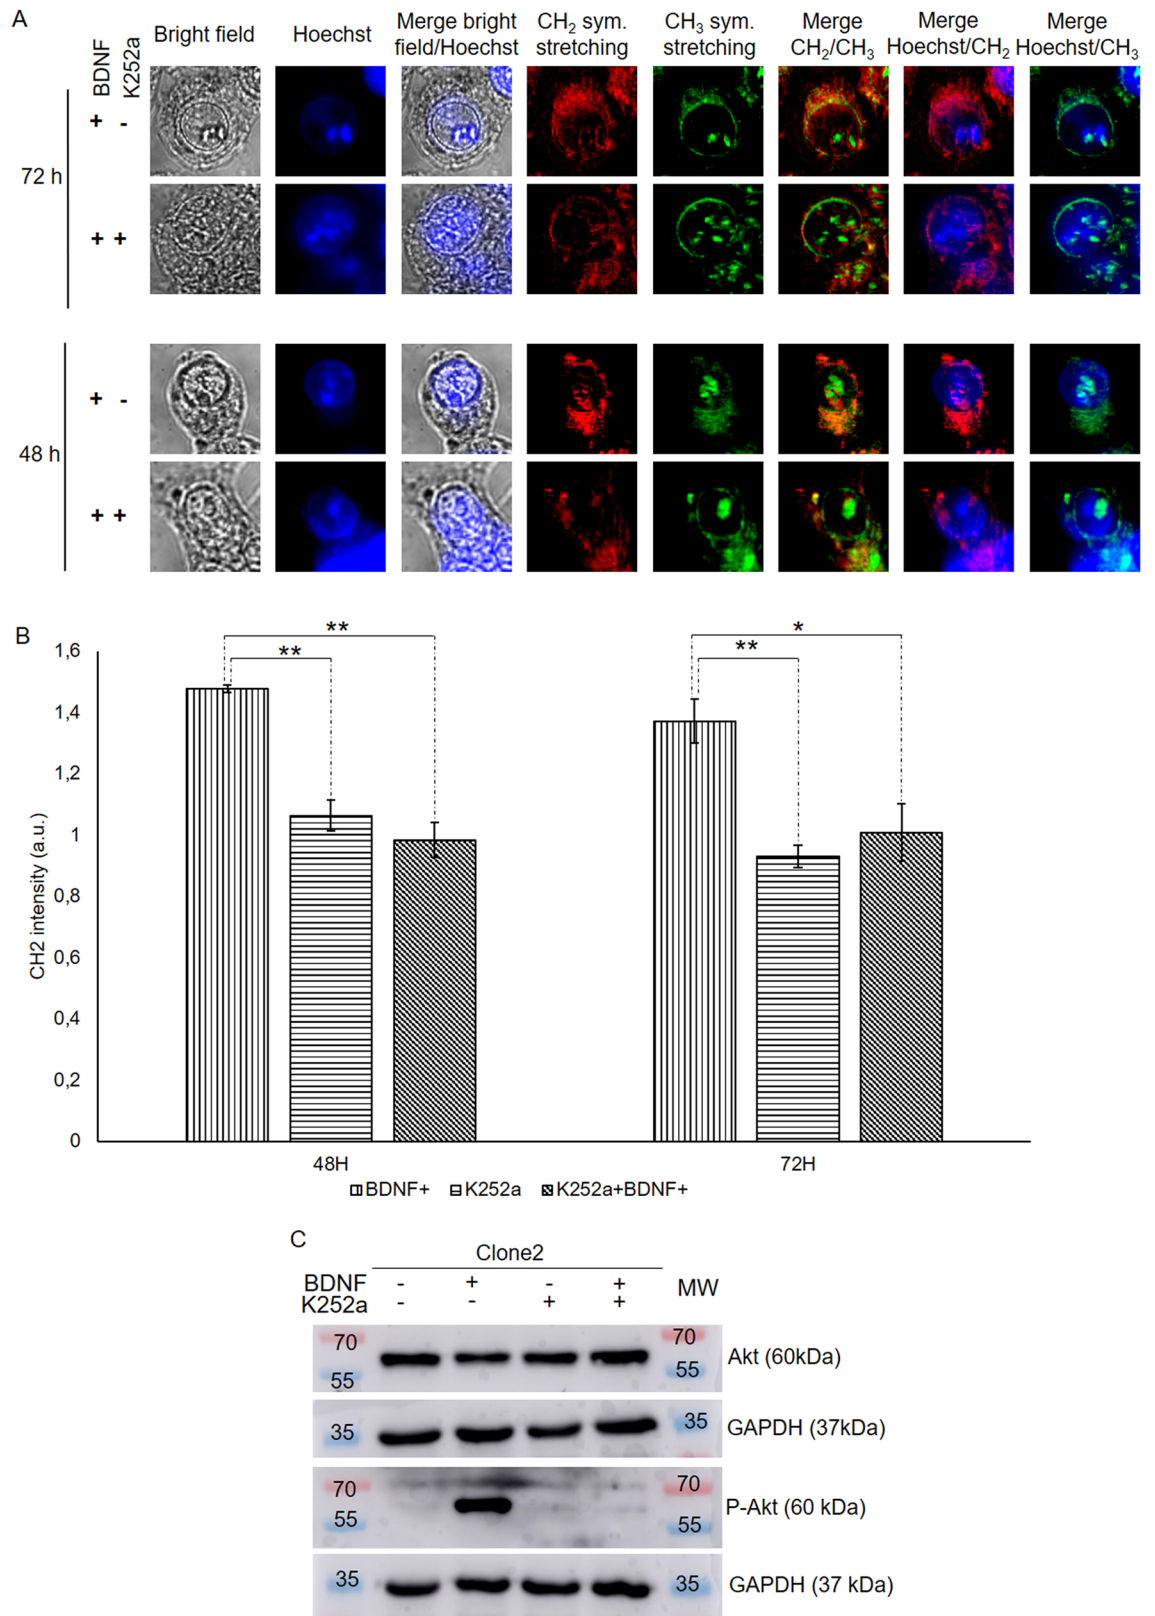 A
BDNF
K252a
Bright field
Hoechst
Merge bright
field/Hoechst
CH2 sym.
stretching
CH3 sym.
stretching
Merge
CH2/CH3
Merge
Hoechst/CH2
Merge
Hoechst/CH3
72 h
+ -
+ +
48 h
+ -
+ +
B
** 
**
*
**
1,6
1,4
1,2
1
0,8
0,6
0,4
0,2
0
CH2 intensity (a.u.)
48H
72H
BDNF+ K252a K252a+BDNF+
C
Clone2
BDNF - + - + MW
K252a - - + +
70 70
55 55
Akt (60kDa)
35 35
GAPDH (37kDa)
70 70
55 55
P-Akt (60 kDa)
35 35
GAPDH (37 kDa)